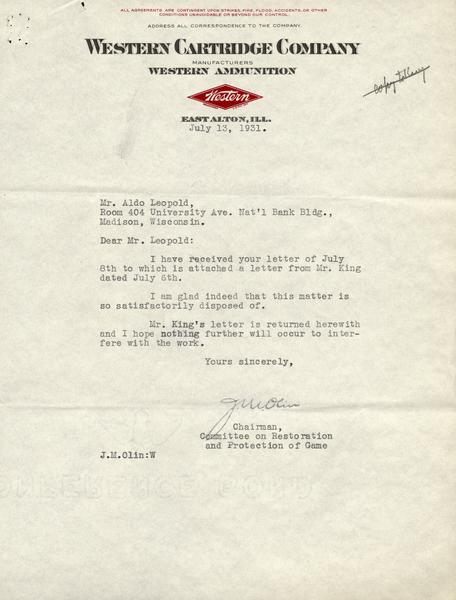 ALL AGREEMENTS ARE CONTINGENT UPON STRIKES, FIRE, FLOOD, ACCIDENTS, OR OTHER
CONDITIONS UNAVOIDABLE OR BEYOND OUR CONTROL.
ADDRESS ALL CORRESPONDENCE TO THE COMPANY.
WESTERN CARTRIDGE COMPANY
MANUFACTURERS
WESTERN AMMUNITION
Western
EAST ALTON, ILL.
July 13, 1931.
Mr. Aldo Leopold,
Room 404 University Ave. Nat'l Bank Bldg.,
Madison, Wisconsin.
Dear Mr. Leopold:
I have received your letter of July
8th to which is attached a letter from Mr. King
dated July 6th.
I am glad indeed that this matter is
so satisfactorily disposed of.
Mr. King's letter is returned herewith
and I hope nothing further will occur to inter-
fere with the work.
Yours sincerely,
J M Olin
Chairman,
Committee on Restoration
and Protection of Game
J.M.Olin:W